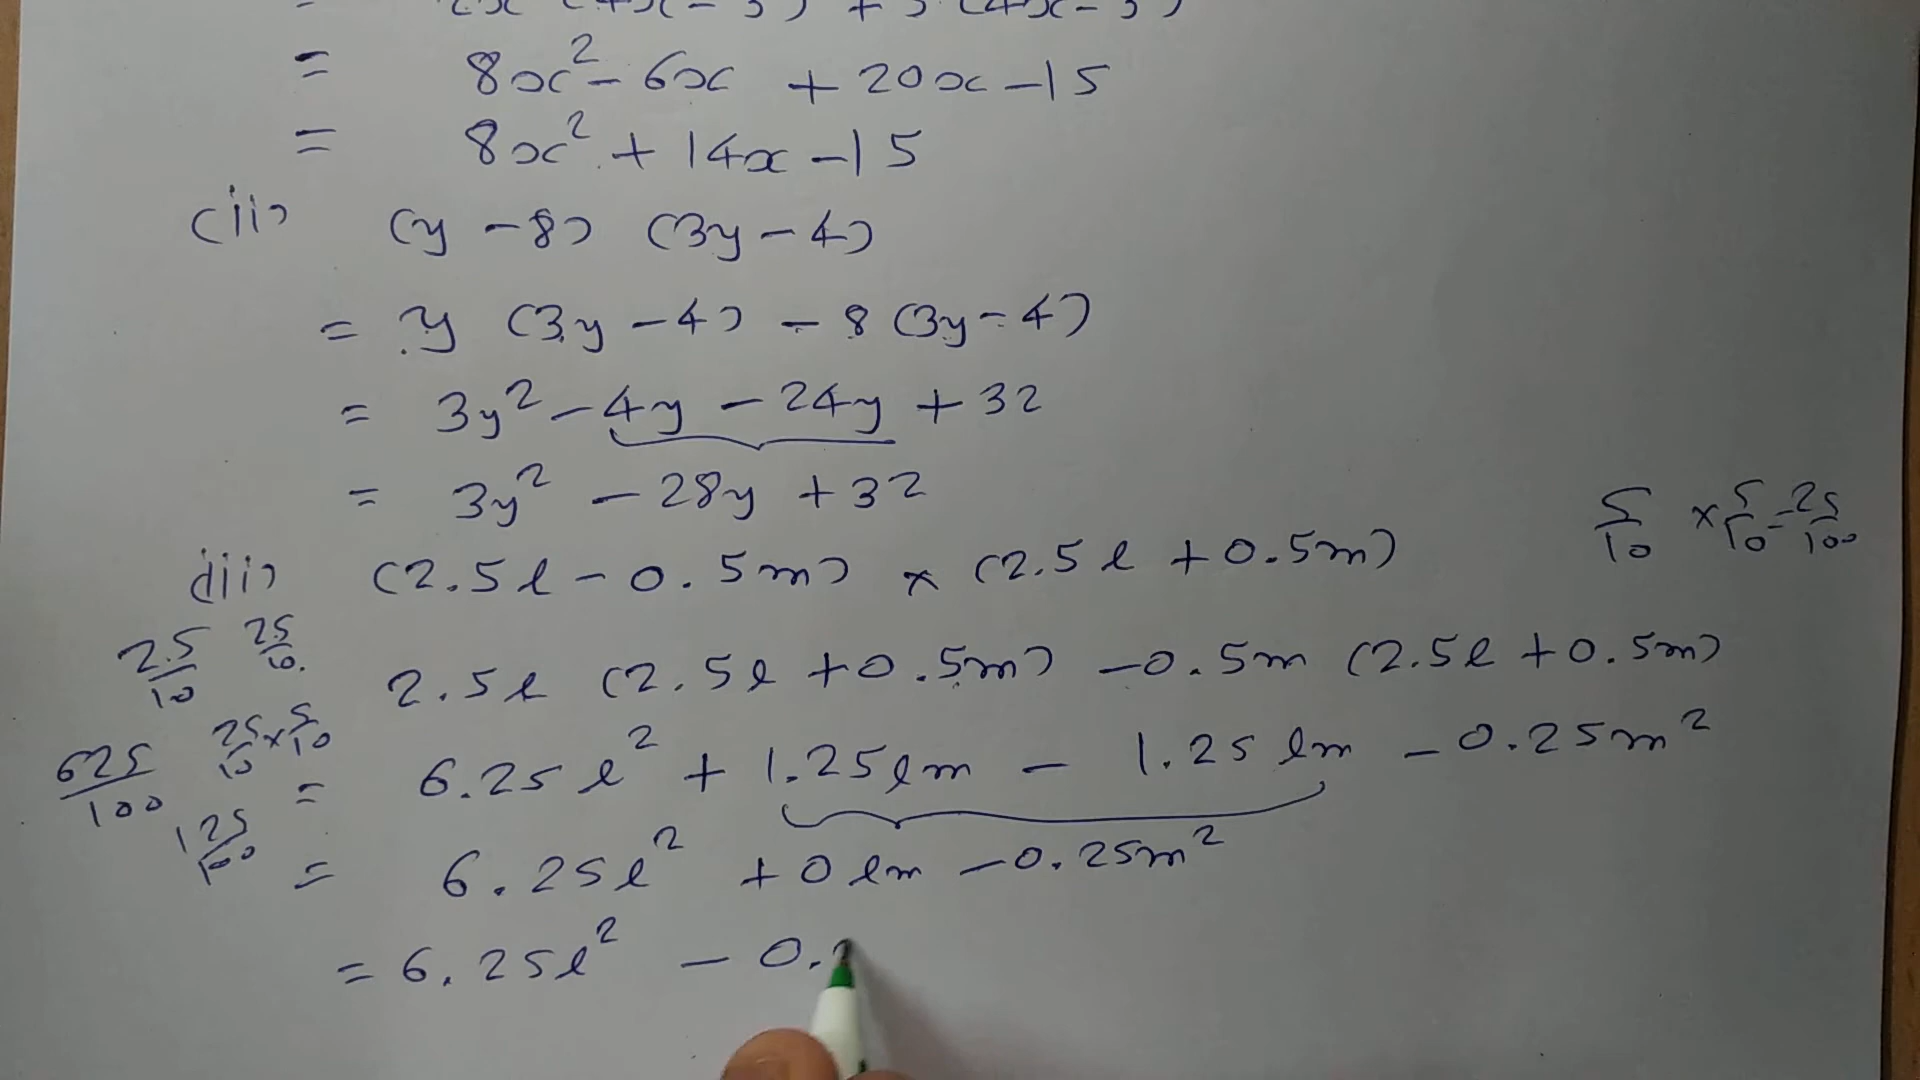 = 8x² - 6x + 20x - 15
= 8x² + 14x - 15
(ii) (y - 8) (3y - 4)
= y (3y - 4) - 8 (3y - 4)
= 3y² - 4y - 24y + 32
= 3y² - 28y + 32
5/10 × 5/10 = 25/100
(iii) (2.5l - 0.5m) × (2.5l + 0.5m)
25/10 25/10
2.5l (2.5l + 0.5m) - 0.5m (2.5l + 0.5m)
625/100 25/10 × 5/10
= 6.25l² + 1.25lm - 1.25lm - 0.25m²
125/100
= 6.25l² + 0lm - 0.25m²
= 6.25l² - 0.